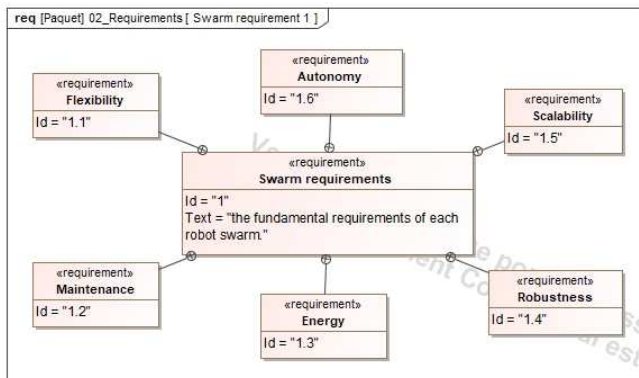 req [Paquet] 02_Requirements [ Swarm requirement 1 ]
«requirement»
Autonomy
Id = "1.6"
«requirement»
Flexibility
Id = "1.1"
«requirement»
Scalability
Id = "1.5"
«requirement»
Swarm requirements
Id = "1"
Text = "the fundamental requirements of each
robot swarm."
«requirement»
Maintenance
Id = "1.2"
«requirement»
Energy
Id = "1.3"
«requirement»
Robustness
Id = "1.4"